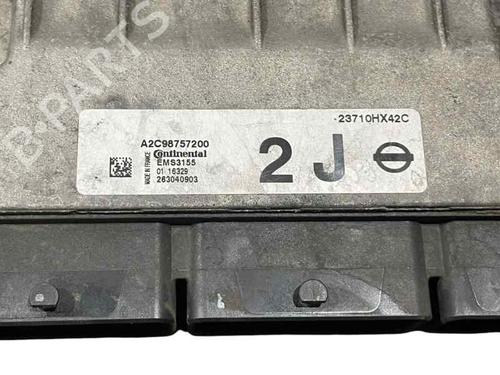 B-PARTS
A2C98757200
Continental
EMS3155
01 16329
263040903
MADE IN FRANCE
2 J
23710HX42C